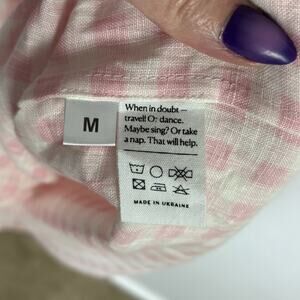 M
When in doubt —
travel! Or dance.
Maybe sing? Or take
a nap. That will help.
MADE IN UKRAINE